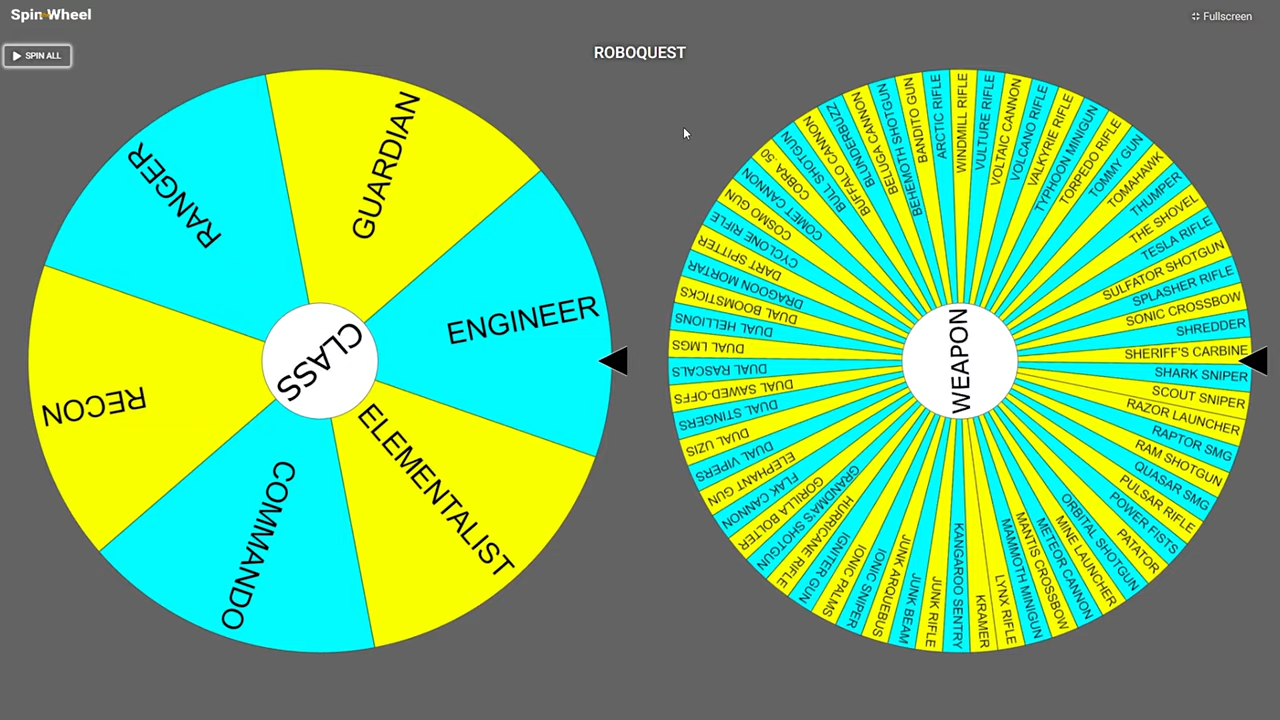 Spin Wheel
Fullscreen
SPIN ALL
ROBOQUEST
GUARDIAN
ENGINEER
ELEMENTALIST
COMMANDO
RECON
RANGER
CLASS
WINDMILL RIFLE
VULTURE RIFLE
VOLTAIC CANNON
VOLCANO RIFLE
VALKYRIE RIFLE
TYPHOON MINIGUN
TORPEDO RIFLE
TOMMY GUN
TOMAHAWK
THUMPER
THE SHOVEL
TESLA RIFLE
SULFATOR SHOTGUN
SPLASHER RIFLE
SONIC CROSSBOW
SHREDDER
SHERIFF'S CARBINE
SHARK SNIPER
SCOUT SNIPER
RAZOR LAUNCHER
RAPTOR SMG
RAM SHOTGUN
QUASAR SMG
PULSAR RIFLE
POWER FISTS
PATATOR
ORBITAL SHOTGUN
MINE LAUNCHER
METEOR CANNON
MANTIS CROSSBOW
MAMMOTH MINIGUN
LYNX RIFLE
KRAMER
KANGAROO SENTRY
JUNK RIFLE
JUNK BEAM
JUNK ARQUEBUS
IONIC SNIPER
IONIC PALMS
IGNITER GUN
HURRICANE RIFLE
GRANDMA'S SHOTGUN
GORILLA BOLTER
FLAK CANNON
ELEPHANT GUN
DUAL VIPERS
DUAL UZIS
DUAL STINGERS
DUAL SAWED-OFFS
DUAL RASCALS
DUAL LMGS
DUAL HELLIONS
DUAL BOOMSTICKS
DRAGOON MORTAR
DART SPITTER
CYCLONE RIFLE
COSMO GUN
COMET CANNON
COBRA .50
BULL SHOTGUN
BUFFALO CANNON
BLUNDERBUZZ
BELUGA CANNON
BEHEMOTH SHOTGUN
BANDITO GUN
ARCTIC RIFLE
WEAPON